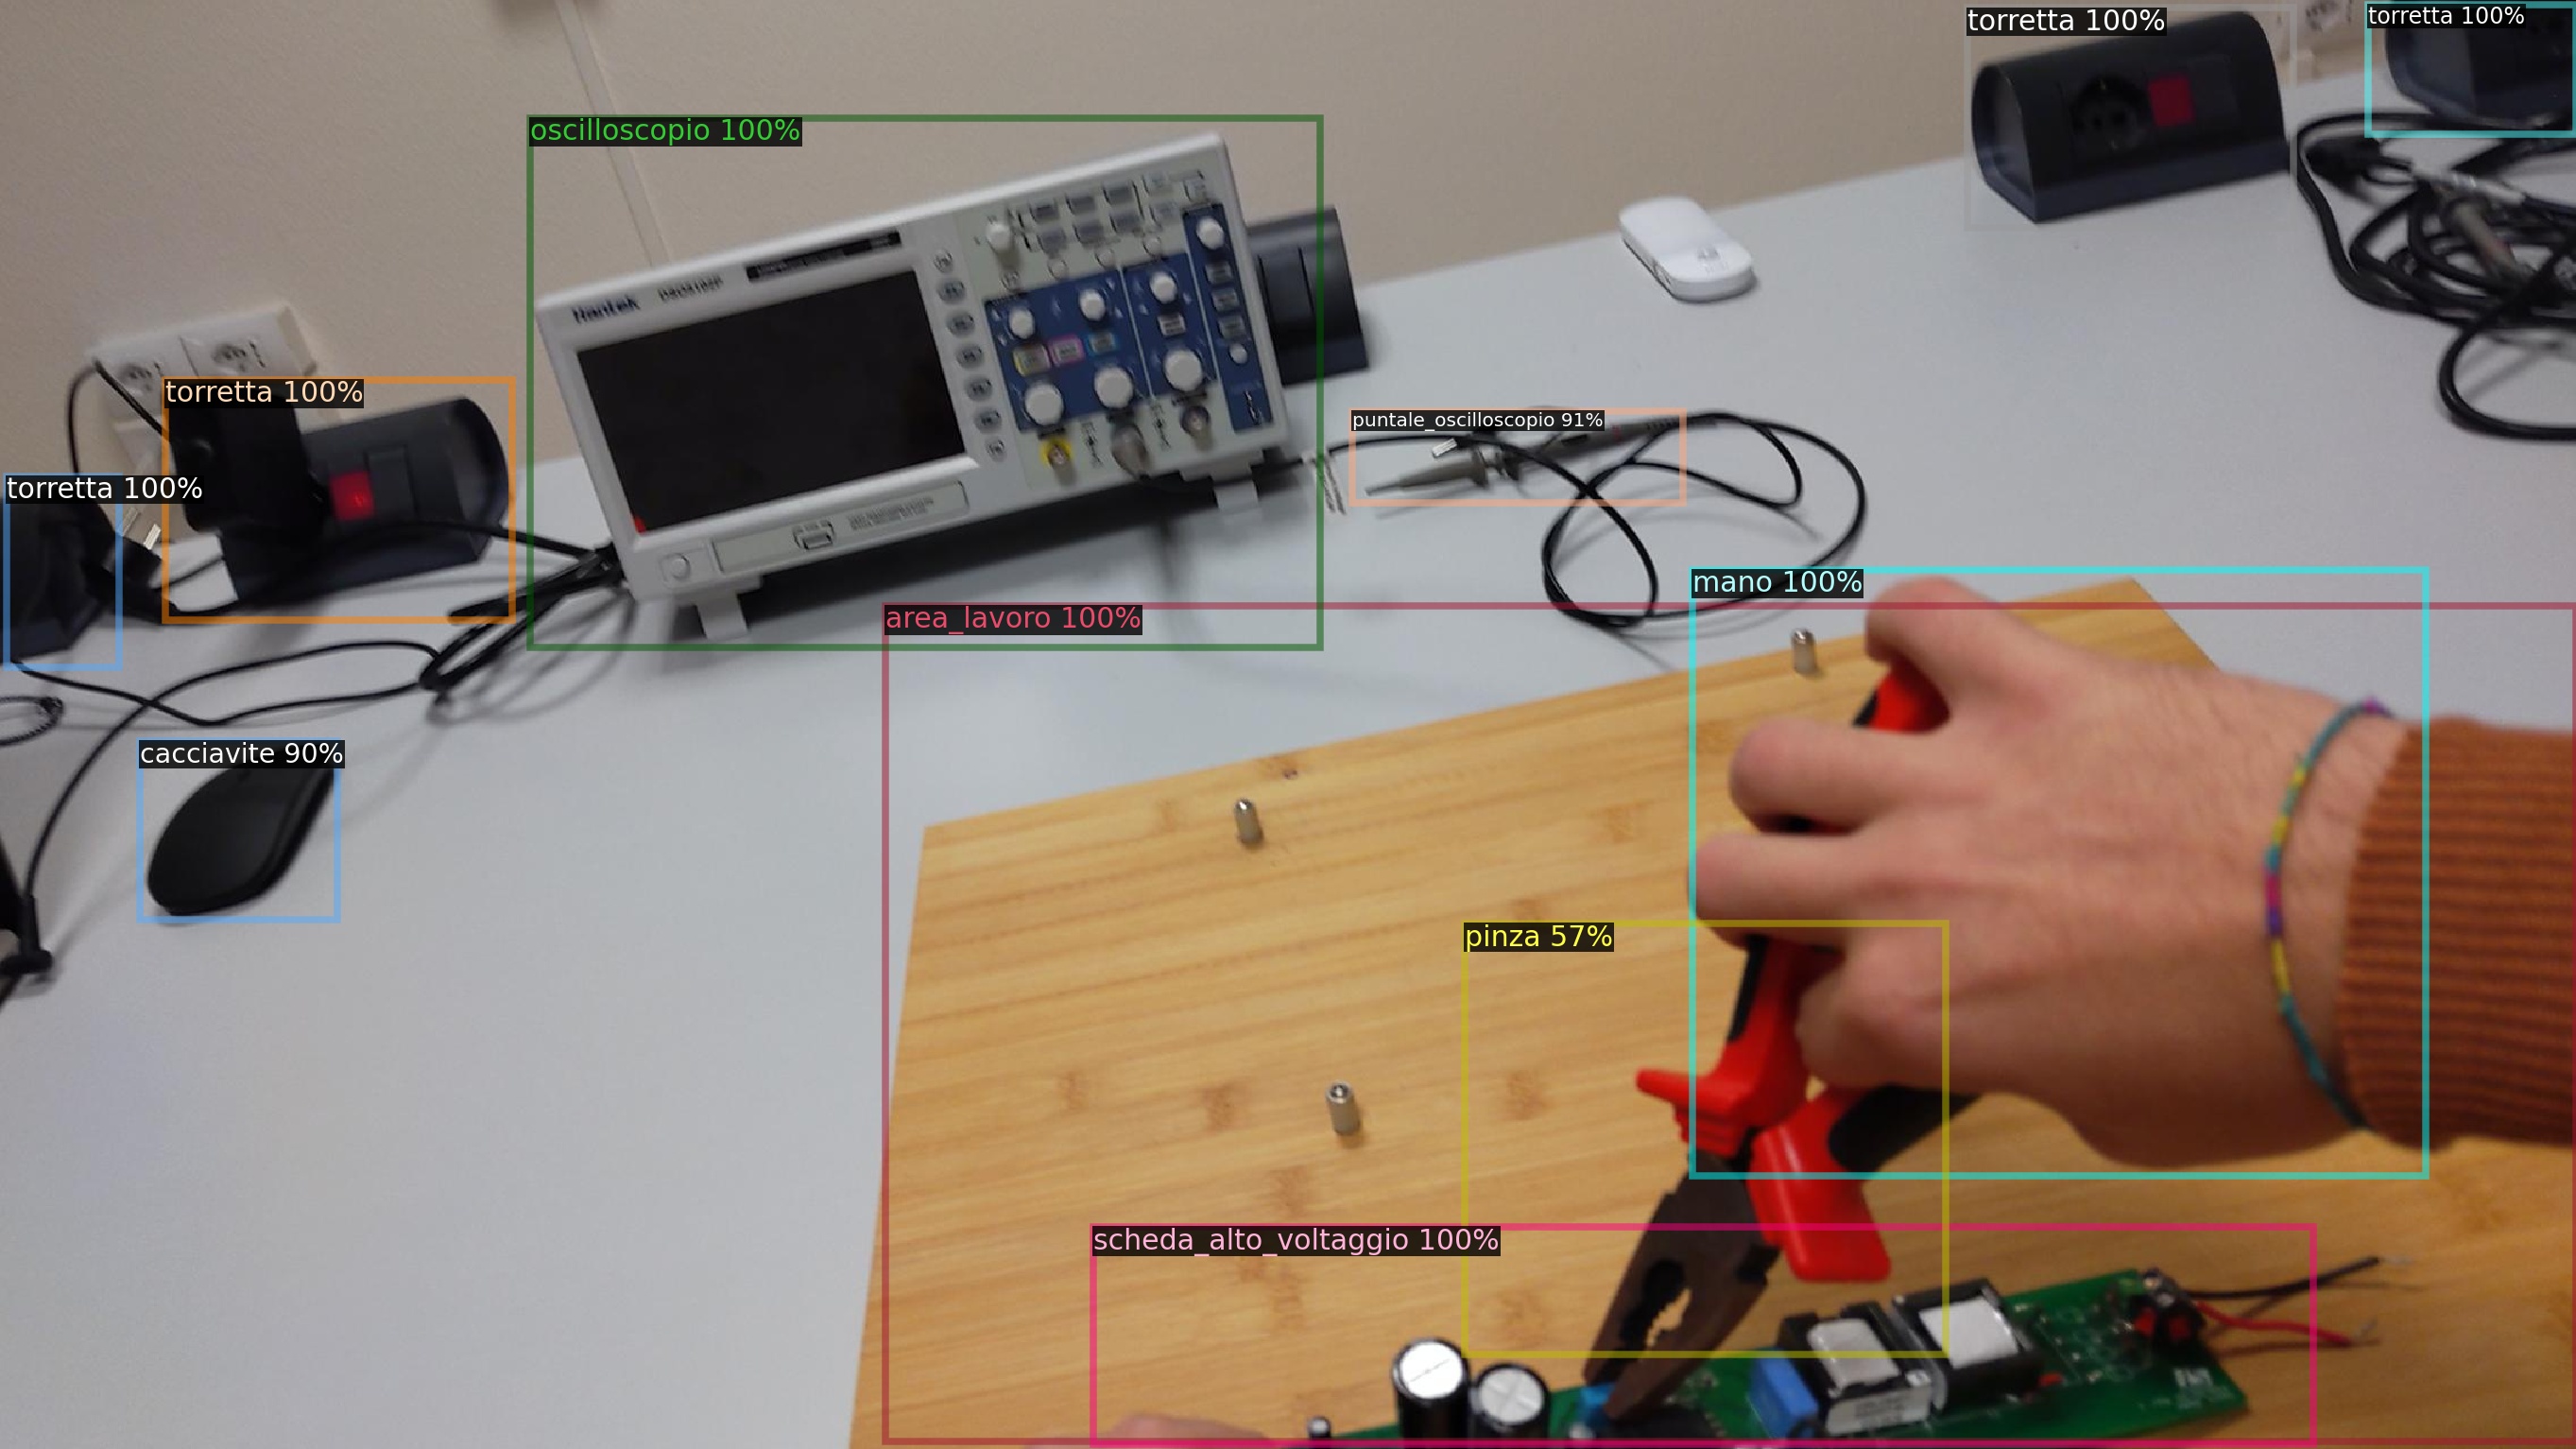 torretta 100%
torretta 100%
oscilloscopio 100%
Hantek
torretta 100%
puntale_oscilloscopio 91%
torretta 100%
mano 100%
area_lavoro 100%
cacciavite 90%
pinza 57%
scheda_alto_voltaggio 100%